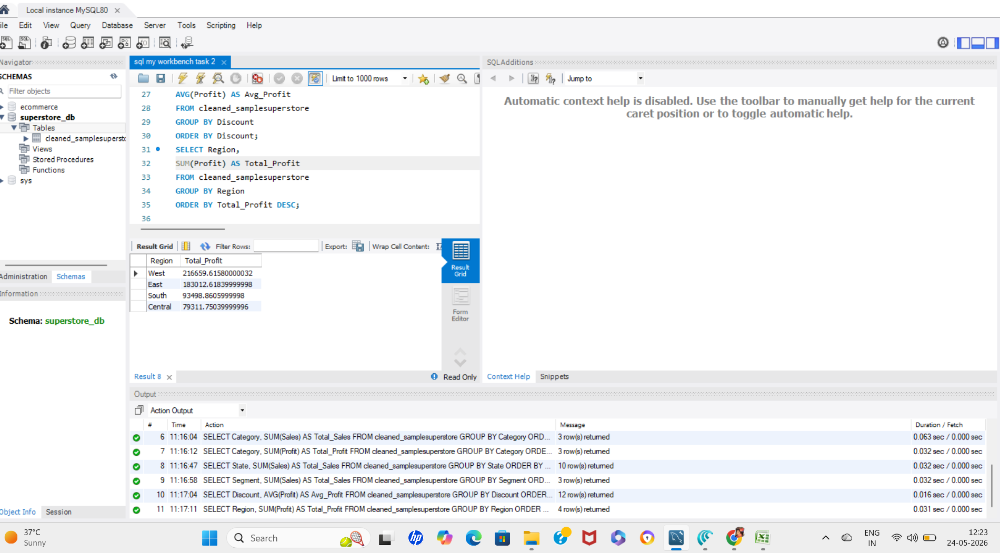 Local instance MySQL80
ile Edit View Query Database Server Tools Scripting Help
Navigator
SCHEMAS
Filter objects
ecommerce
superstore_db
Tables
cleaned_samplesupersto
Views
Stored Procedures
Functions
sys
Administration Schemas
Information
Schema: superstore_db
Object Info Session
sql my workbench task 2
Limit to 1000 rows
27 AVG(Profit) AS Avg_Profit
28 FROM cleaned_samplesuperstore
29 GROUP BY Discount
30 ORDER BY Discount;
31 SELECT Region,
32 SUM(Profit) AS Total_Profit
33 FROM cleaned_samplesuperstore
34 GROUP BY Region
35 ORDER BY Total_Profit DESC;
36
Result Grid Filter Rows: Export: Wrap Cell Content:
Region Total_Profit
West 216659.61580000032
East 183012.61839999998
South 93498.8605999998
Central 79311.75039999996
Result Grid
Form Editor
Result 8 Read Only
SQLAdditions
Jump to
Automatic context help is disabled. Use the toolbar to manually get help for the current
caret position or to toggle automatic help.
Context Help Snippets
Output
Action Output
# Time Action Message Duration / Fetch
6 11:16:04 SELECT Category, SUM(Sales) AS Total_Sales FROM cleaned_samplesuperstore GROUP BY Category ORD... 3 row(s) returned 0.063 sec / 0.000 sec
7 11:16:12 SELECT Category, SUM(Profit) AS Total_Profit FROM cleaned_samplesuperstore GROUP BY Category ORDE... 3 row(s) returned 0.032 sec / 0.000 sec
8 11:16:47 SELECT State, SUM(Sales) AS Total_Sales FROM cleaned_samplesuperstore GROUP BY State ORDER BY ... 10 row(s) returned 0.032 sec / 0.000 sec
9 11:16:58 SELECT Segment, SUM(Sales) AS Total_Sales FROM cleaned_samplesuperstore GROUP BY Segment ORD... 3 row(s) returned 0.032 sec / 0.000 sec
10 11:17:04 SELECT Discount, AVG(Profit) AS Avg_Profit FROM cleaned_samplesuperstore GROUP BY Discount ORDER... 12 row(s) returned 0.016 sec / 0.000 sec
11 11:17:11 SELECT Region, SUM(Profit) AS Total_Profit FROM cleaned_samplesuperstore GROUP BY Region ORDER ... 4 row(s) returned 0.031 sec / 0.000 sec
37°C
Sunny
Search
hp
ENG
IN
12:23
24-05-2026